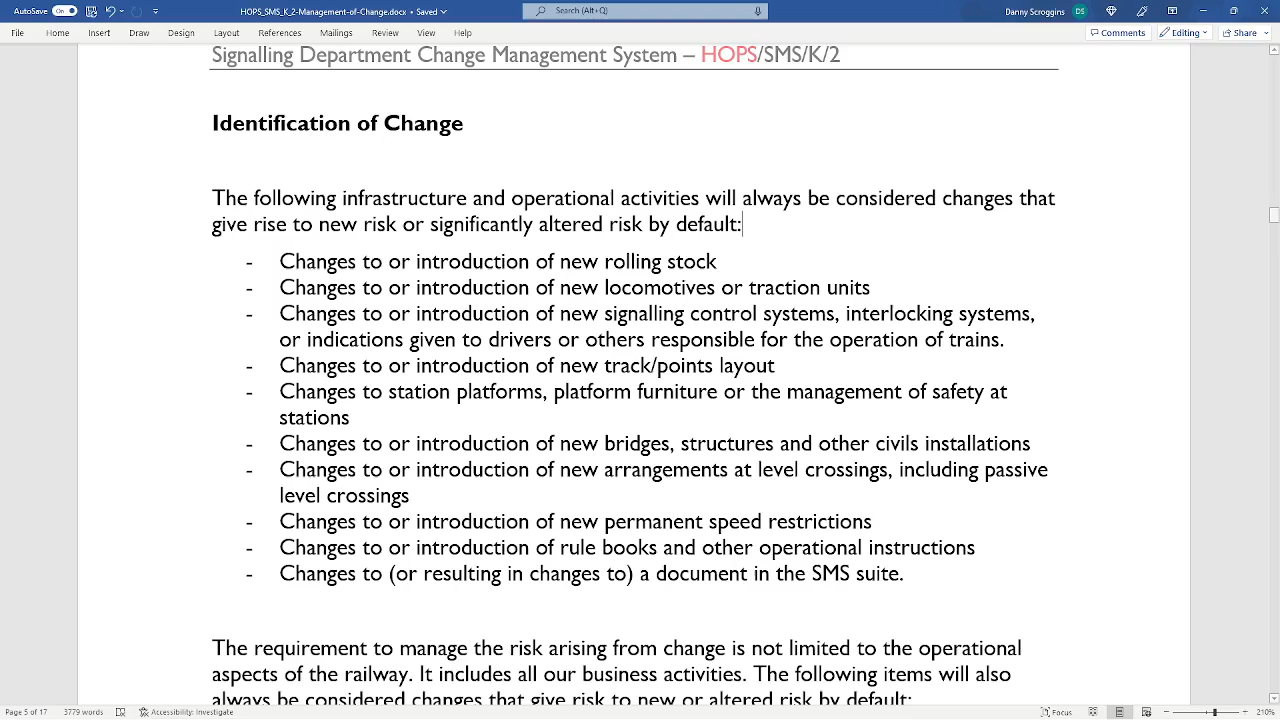 AutoSave On HOPS_SMS_K_2-Management-of-Change.docx • Saved Search (Alt+Q) Danny Scroggins DS
File Home Insert Draw Design Layout References Mailings Review View Help Comments Editing Share
Signalling Department Change Management System – HOPS/SMS/K/2
Identification of Change
The following infrastructure and operational activities will always be considered changes that
give rise to new risk or significantly altered risk by default:
- Changes to or introduction of new rolling stock
- Changes to or introduction of new locomotives or traction units
- Changes to or introduction of new signalling control systems, interlocking systems,
or indications given to drivers or others responsible for the operation of trains.
- Changes to or introduction of new track/points layout
- Changes to station platforms, platform furniture or the management of safety at
stations
- Changes to or introduction of new bridges, structures and other civils installations
- Changes to or introduction of new arrangements at level crossings, including passive
level crossings
- Changes to or introduction of new permanent speed restrictions
- Changes to or introduction of rule books and other operational instructions
- Changes to (or resulting in changes to) a document in the SMS suite.
The requirement to manage the risk arising from change is not limited to the operational
aspects of the railway. It includes all our business activities. The following items will also
always be considered changes that give risk to new or altered risk by default:
Page 5 of 17 3779 words Accessibility: Investigate Focus 210%